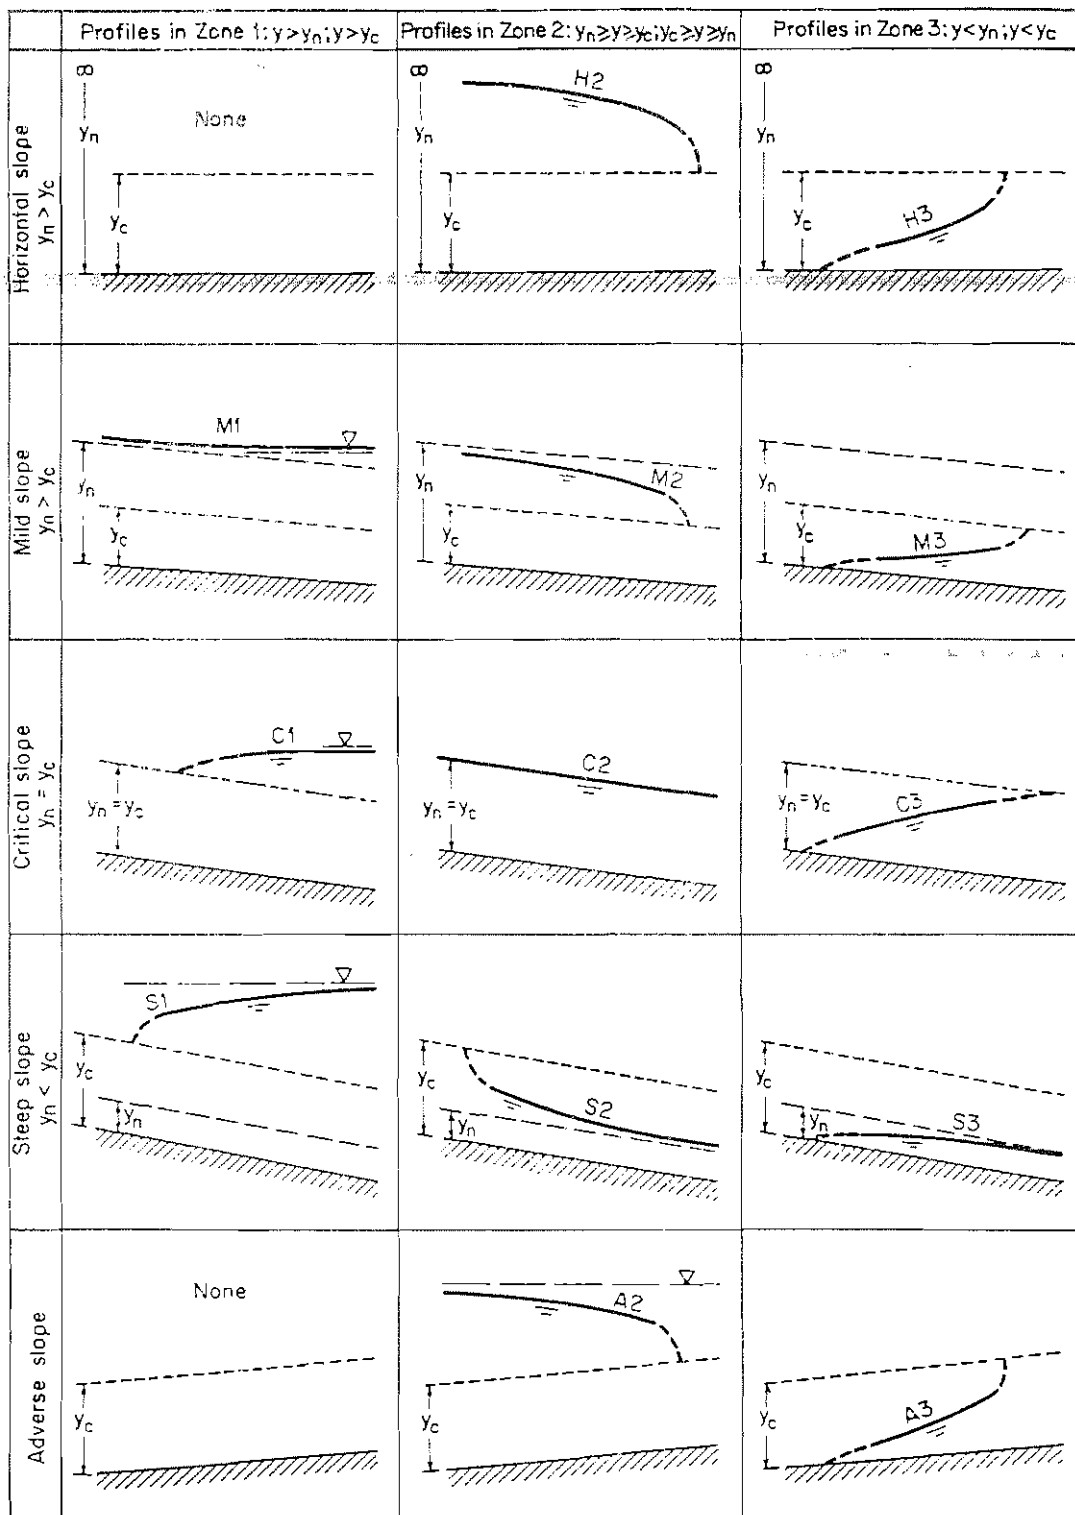 Profiles in Zone 1: y>yn; y>yc
Profiles in Zone 2: yn≥y≥yc; yc≥y≥yn
Profiles in Zone 3: y<yn; y<yc
Horizontal slope
yn > yc
∞
yn
None
yc
∞
yn
H2
yc
∞
yn
yc
H3
Mild slope
yn > yc
M1
yn
yc
yn
M2
yc
yn
yc
M3
Critical slope
yn = yc
C1
yn = yc
C2
yn = yc
yn = yc
C3
Steep slope
yn < yc
S1
yc
yn
yc
S2
yn
yc
yn
S3
Adverse slope
None
yc
A2
yc
yc
A3